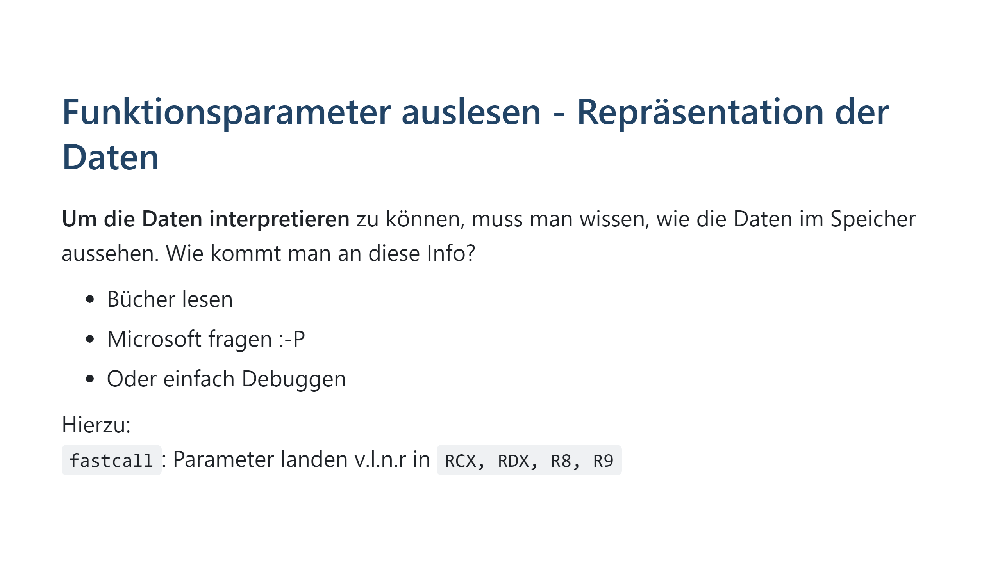 Funktionsparameter auslesen - Repräsentation der
Daten
Um die Daten interpretieren zu können, muss man wissen, wie die Daten im Speicher
aussehen. Wie kommt man an diese Info?
• Bücher lesen
• Microsoft fragen :-P
• Oder einfach Debuggen
Hierzu:
fastcall: Parameter landen v.l.n.r in RCX, RDX, R8, R9